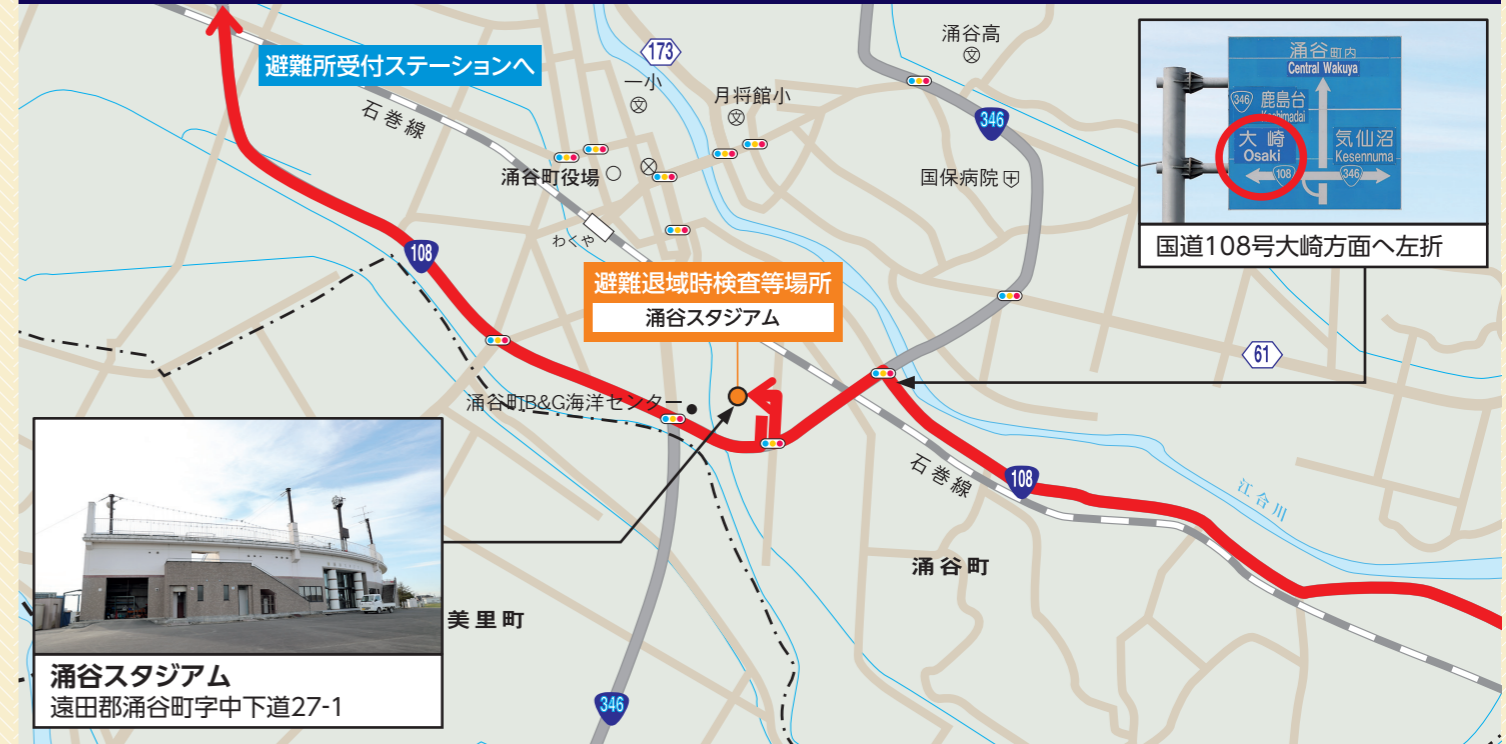 避難所受付ステーションへ
173
一小
月将館小
涌谷高
346
石巻線
涌谷町役場
国保病院
わくや
108
避難退域時検査等場所
涌谷スタジアム
涌谷町B&G海洋センター
61
石巻線
108
江合川
涌谷町
美里町
346
涌谷町内
Central Wakuya
346 鹿島台
Kashimadai
大崎
Osaki
気仙沼
Kesennuma
108
346
国道108号大崎方面へ左折
涌谷スタジアム
遠田郡涌谷町字中下道27-1